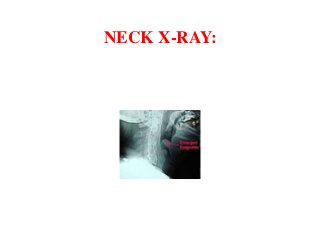 NECK X-RAY:
Enlarged
Epiglottis